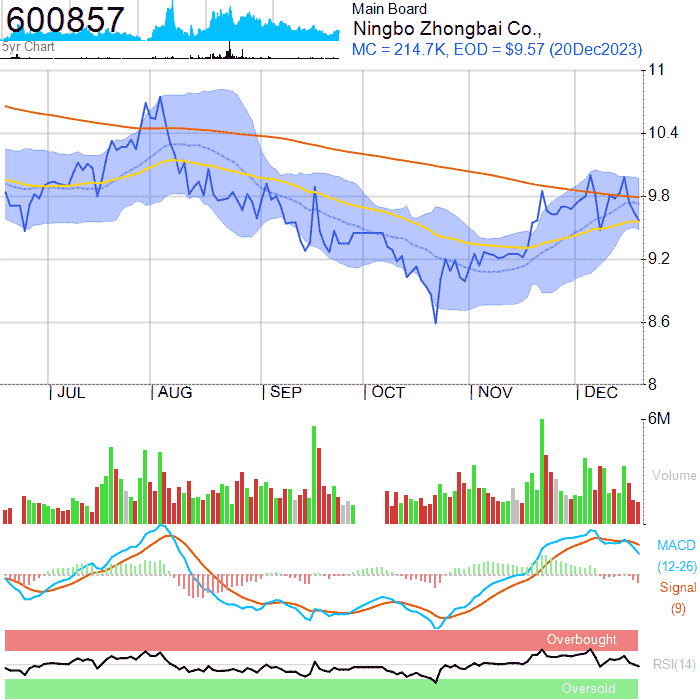 600857
5yr Chart
Main Board
Ningbo Zhongbai Co.,
MC = 214.7K, EOD = $9.57 (20Dec2023)
11
10.4
9.8
9.2
8.6
8
JUL AUG SEP OCT NOV DEC
6M
Volume
MACD
(12-26)
Signal
(9)
Overbought
RSI(14)
Oversold